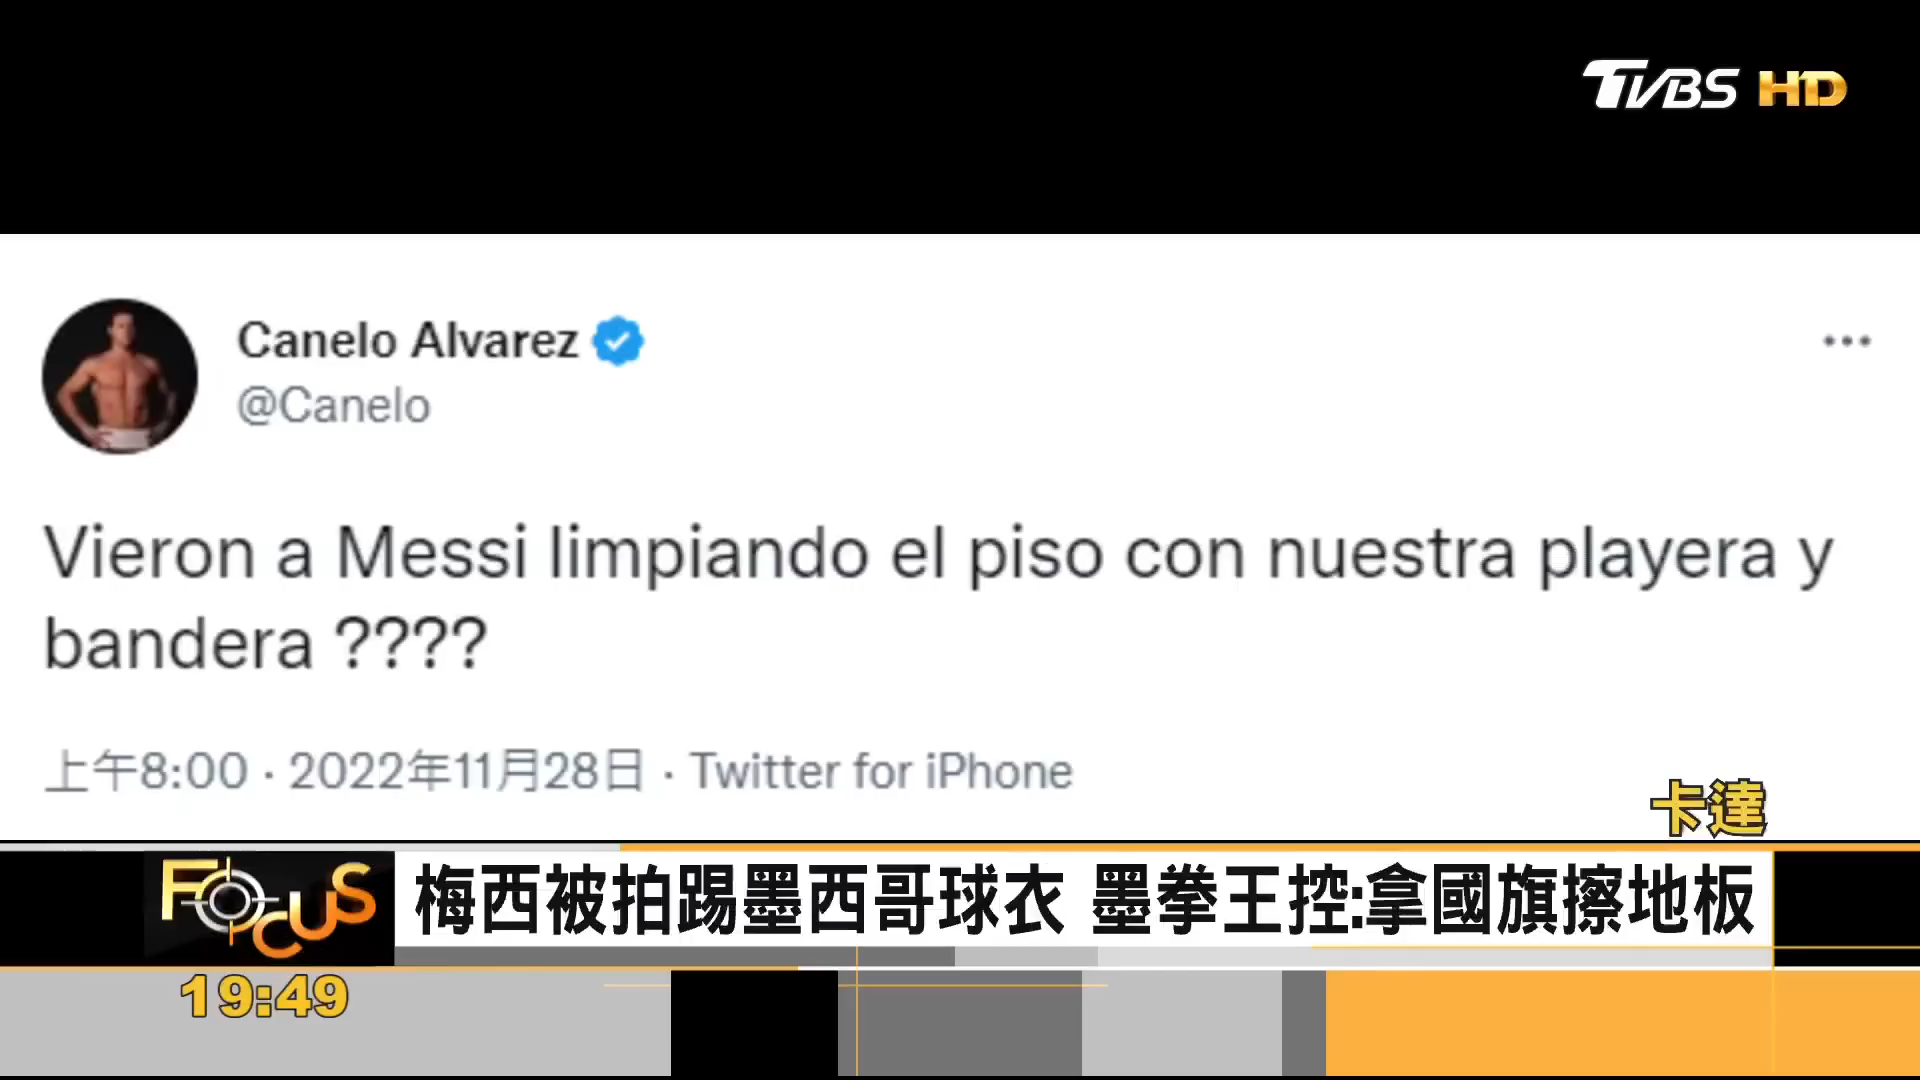 TVBS HD
Canelo Alvarez
@Canelo
Vieron a Messi limpiando el piso con nuestra playera y
bandera ????
上午8:00 · 2022年11月28日 · Twitter for iPhone
卡達
FOCUS
梅西被拍踢墨西哥球衣 墨拳王控:拿國旗擦地板
19:49